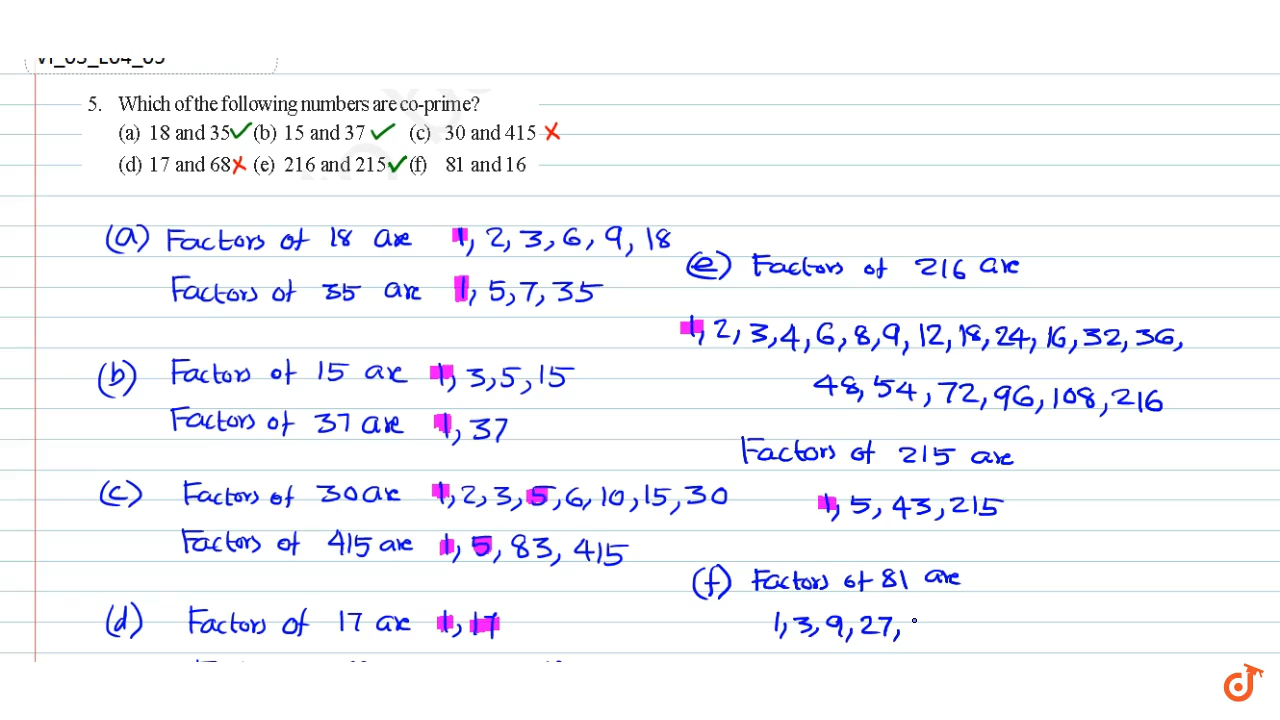 VI_03_E04_05
5. Which of the following numbers are co-prime?
(a) 18 and 35 ✓ (b) 15 and 37 ✓ (c) 30 and 415 ✗
(d) 17 and 68 ✗ (e) 216 and 215 ✓ (f) 81 and 16
(a) Factors of 18 are 1, 2, 3, 6, 9, 18
Factors of 35 are 1, 5, 7, 35
(b) Factors of 15 are 1, 3, 5, 15
Factors of 37 are 1, 37
(c) Factors of 30 are 1, 2, 3, 5, 6, 10, 15, 30
Factors of 415 are 1, 5, 83, 415
(d) Factors of 17 are 1, 17
(e) Factors of 216 are
1, 2, 3, 4, 6, 8, 9, 12, 18, 24, 16, 32, 36,
48, 54, 72, 96, 108, 216
Factors of 215 are
1, 5, 43, 215
(f) Factors of 81 are
1, 3, 9, 27,